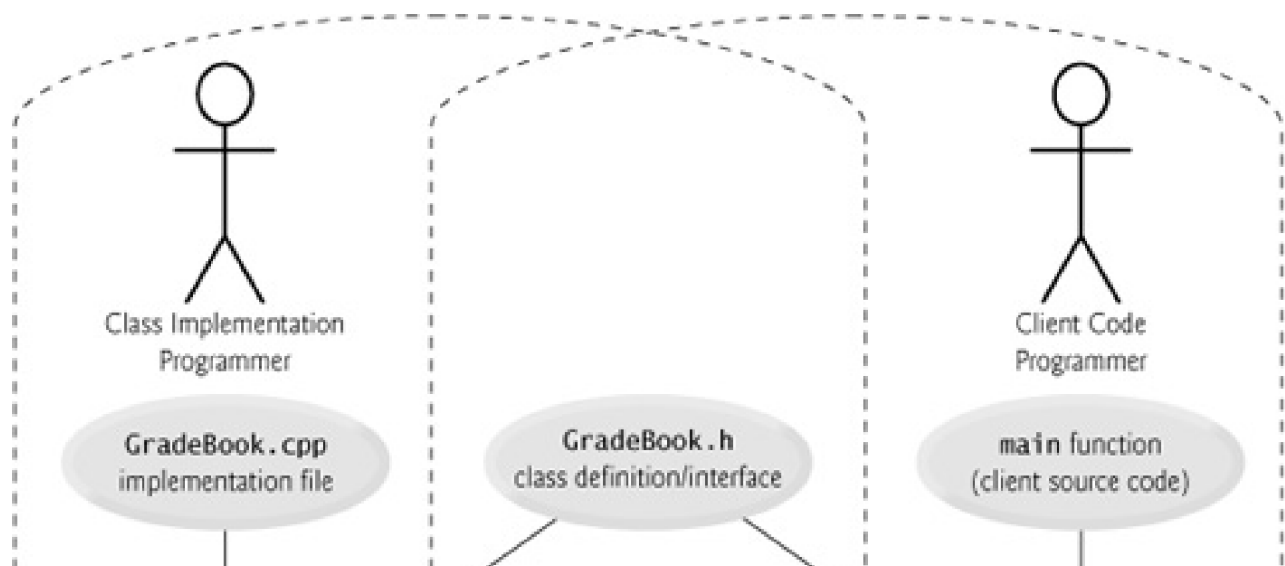 Class Implementation
Programmer
Client Code
Programmer
GradeBook.cpp
implementation file
GradeBook.h
class definition/interface
main function
(client source code)